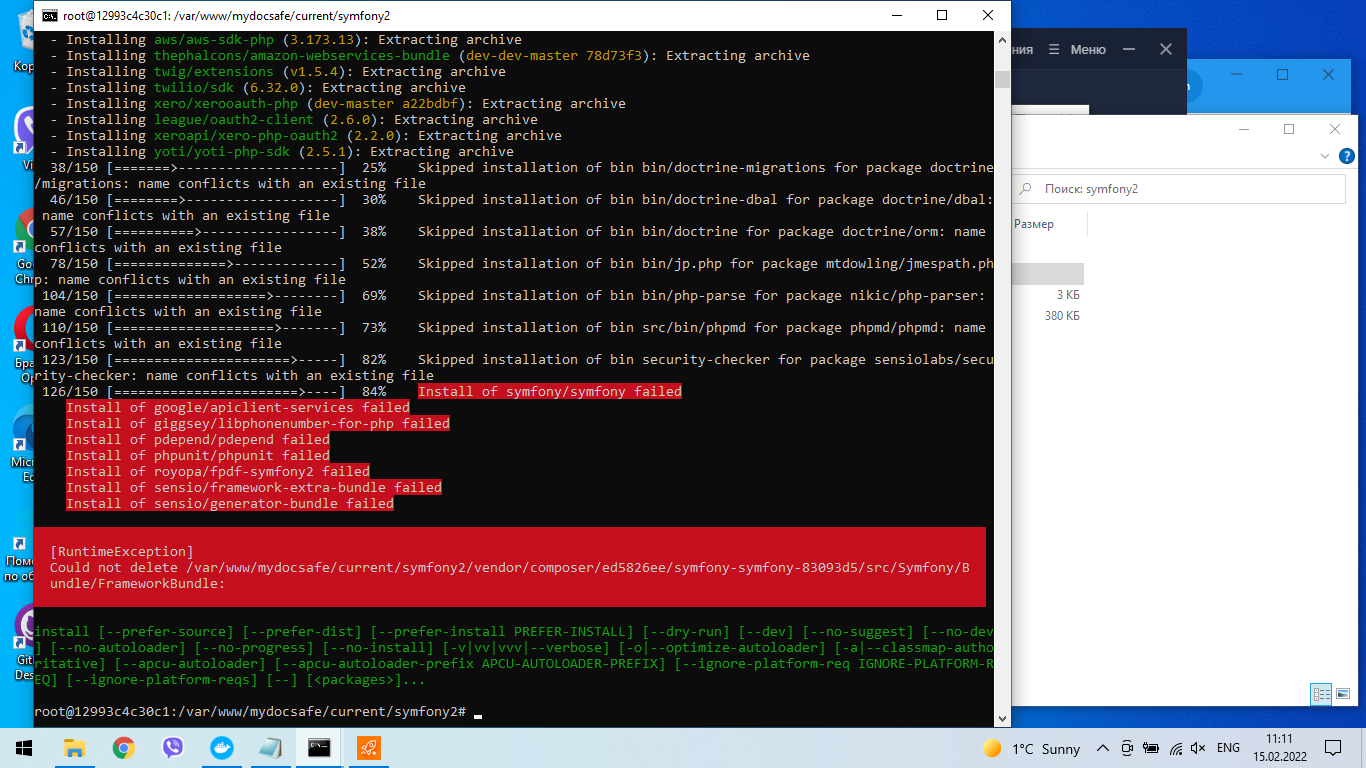 root@12993c4c30c1: /var/www/mydocsafe/current/symfony2
- Installing aws/aws-sdk-php (3.173.13): Extracting archive
- Installing thephalcons/amazon-webservices-bundle (dev-dev-master 78d73f3): Extracting archive
- Installing twig/extensions (v1.5.4): Extracting archive
- Installing twilio/sdk (6.32.0): Extracting archive
- Installing xero/xerooauth-php (dev-master a22bdbf): Extracting archive
- Installing league/oauth2-client (2.6.0): Extracting archive
- Installing xeroapi/xero-php-oauth2 (2.2.0): Extracting archive
- Installing yoti/yoti-php-sdk (2.5.1): Extracting archive
38/150 [=======>--------------------]  25%    Skipped installation of bin bin/doctrine-migrations for package doctrine
/migrations: name conflicts with an existing file
46/150 [========>-------------------]  30%    Skipped installation of bin bin/doctrine-dbal for package doctrine/dbal:
name conflicts with an existing file
57/150 [==========>-----------------]  38%    Skipped installation of bin bin/doctrine for package doctrine/orm: name
conflicts with an existing file
78/150 [==============>-------------]  52%    Skipped installation of bin bin/jp.php for package mtdowling/jmespath.ph
p: name conflicts with an existing file
104/150 [===================>--------]  69%    Skipped installation of bin bin/php-parse for package nikic/php-parser:
name conflicts with an existing file
110/150 [====================>-------]  73%    Skipped installation of bin src/bin/phpmd for package phpmd/phpmd: name
conflicts with an existing file
123/150 [======================>-----]  82%    Skipped installation of bin security-checker for package sensiolabs/secu
rity-checker: name conflicts with an existing file
126/150 [=======================>----]  84%    Install of symfony/symfony failed
Install of google/apiclient-services failed
Install of giggsey/libphonenumber-for-php failed
Install of pdepend/pdepend failed
Install of phpunit/phpunit failed
Install of royopa/fpdf-symfony2 failed
Install of sensio/framework-extra-bundle failed
Install of sensio/generator-bundle failed
[RuntimeException]
Could not delete /var/www/mydocsafe/current/symfony2/vendor/composer/ed5826ee/symfony-symfony-83093d5/src/Symfony/B
undle/FrameworkBundle:
install [--prefer-source] [--prefer-dist] [--prefer-install PREFER-INSTALL] [--dry-run] [--dev] [--no-suggest] [--no-dev
] [--no-autoloader] [--no-progress] [--no-install] [-v|vv|vvv|--verbose] [-o|--optimize-autoloader] [-a|--classmap-autho
ritative] [--apcu-autoloader] [--apcu-autoloader-prefix APCU-AUTOLOADER-PREFIX] [--ignore-platform-req IGNORE-PLATFORM-R
EQ] [--ignore-platform-reqs] [--] [<packages>]...
root@12993c4c30c1:/var/www/mydocsafe/current/symfony2#
ния
Меню
Поиск: symfony2
Размер
3 КБ
380 КБ
1°C Sunny
ENG
11:11
15.02.2022